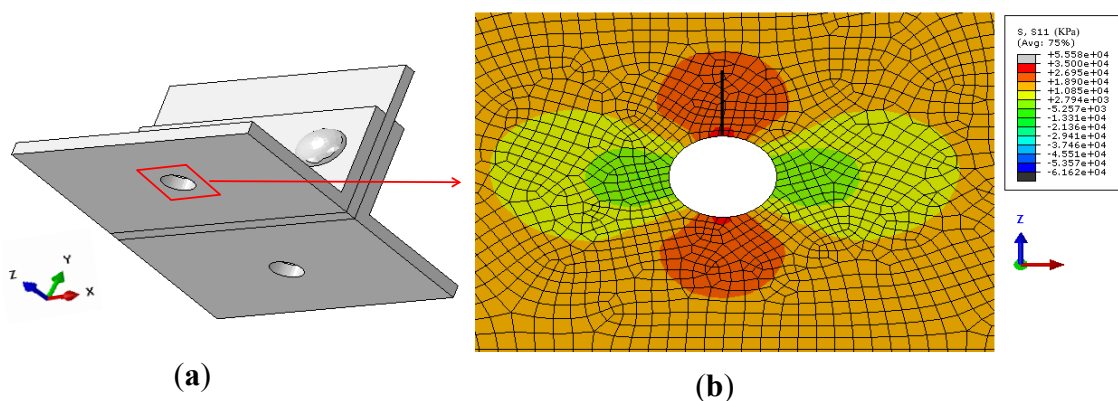 S, S11 (KPa)
(Avg: 75%)
+5.558e+04
+3.500e+04
+2.695e+04
+1.890e+04
+1.085e+04
+2.794e+03
-5.257e+03
-1.331e+04
-2.136e+04
-2.941e+04
-3.746e+04
-4.551e+04
-5.357e+04
-6.162e+04
Z
Y
X
Z
(a)
(b)